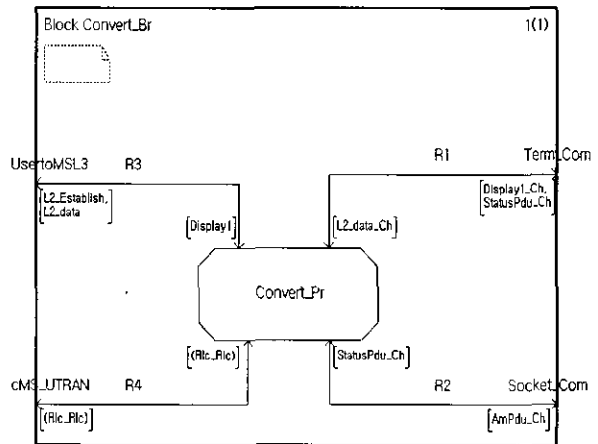 Block Convert_Br
1(1)
UsertoMSL3
R3
R1
Term_Com
[L2_Establish,
L2_data]
[Display1]
[L2_data_Ch]
[Display1_Ch,
StatusPdu_Ch]
Convert_Pr
[(Rlc_Rlc)]
[StatusPdu_Ch]
cMS_UTRAN
R4
R2
Socket_Com
[(Rlc_Rlc)]
[AmPdu_Ch]